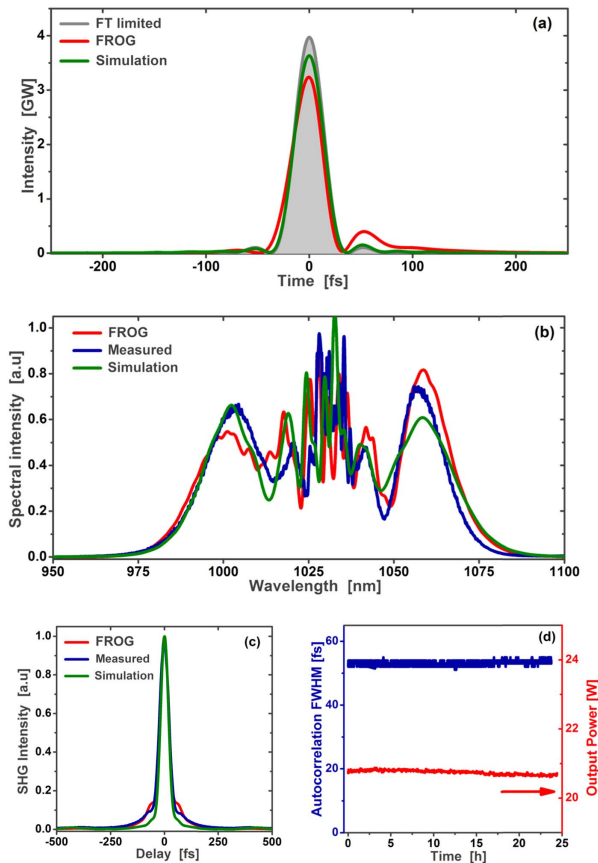 (a)
FT limited
FROG
Simulation
Intensity [GW]
4
3
2
1
0
-200
-100
0
100
200
Time [fs]
(b)
FROG
Measured
Simulation
Spectral intensity [a.u]
1.0
0.8
0.6
0.4
0.2
0.0
950
975
1000
1025
1050
1075
1100
Wavelength [nm]
(c)
FROG
Measured
Simulation
SHG Intensity [a.u]
1.0
0.8
0.6
0.4
0.2
0.0
-500
-250
0
250
500
Delay [fs]
(d)
Autocorrelation FWHM [fs]
60
40
20
0
0
5
10
15
20
25
Time [h]
24
22
21
20
Output Power [W]